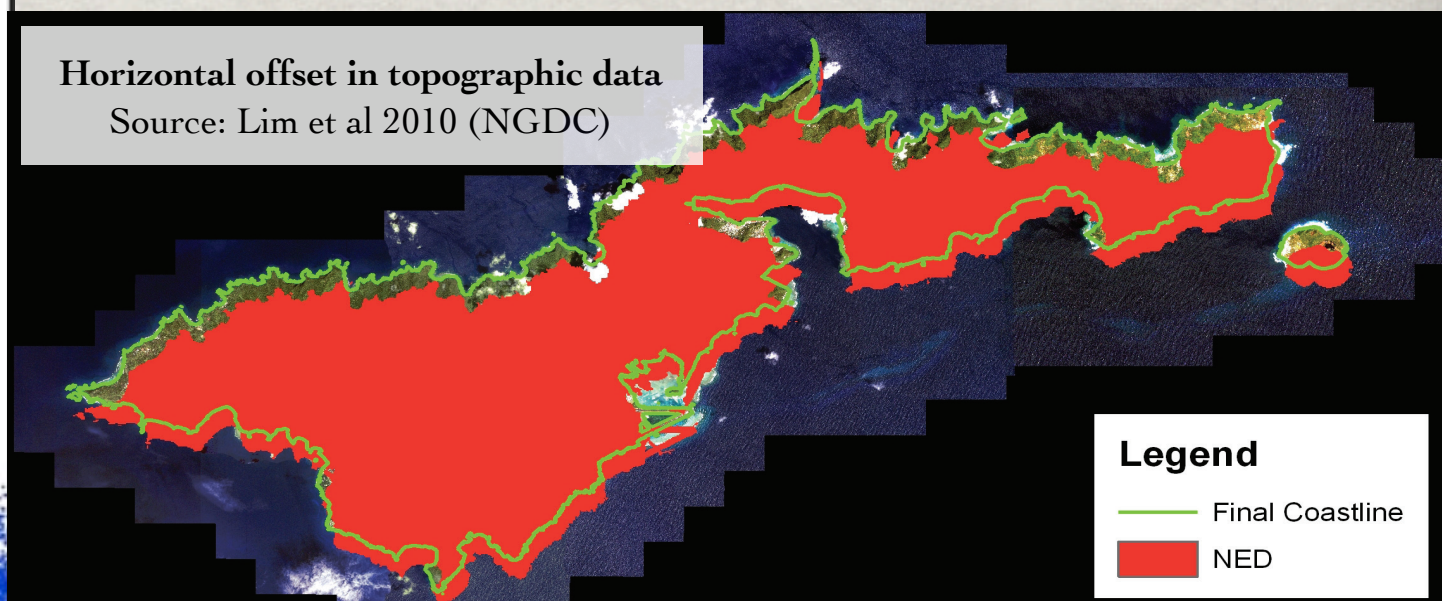 Horizontal offset in topographic data
Source: Lim et al 2010 (NGDC)
Legend
Final Coastline
NED